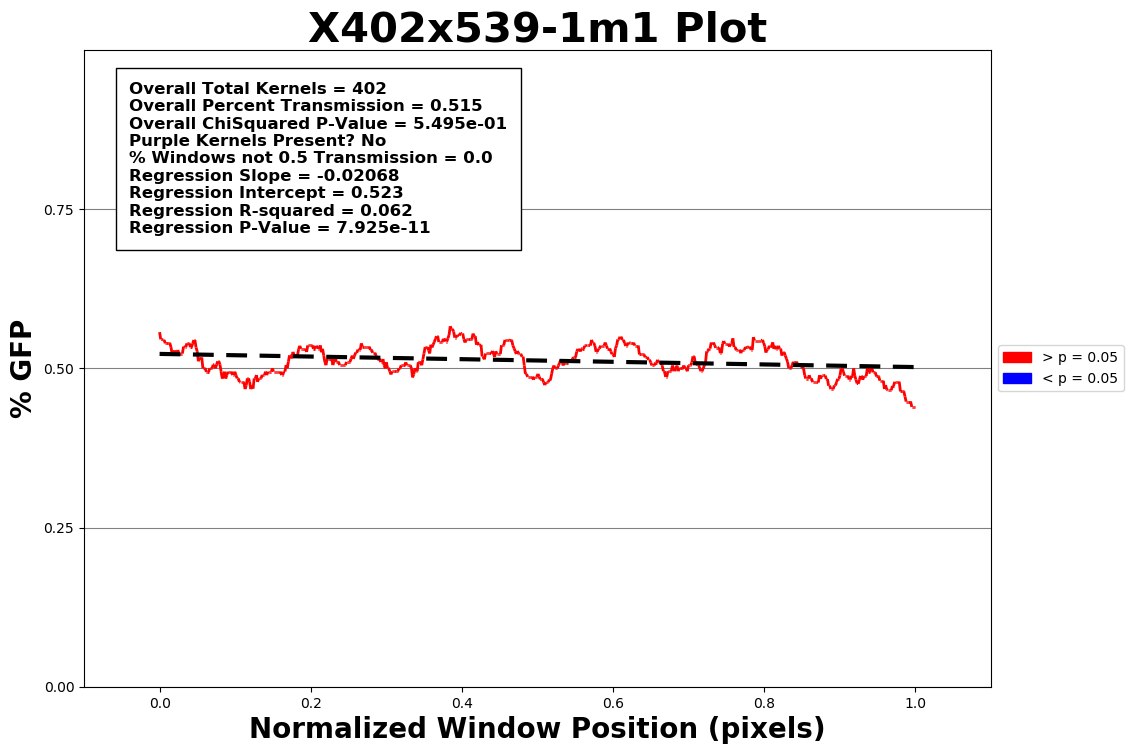 X402x539-1m1 Plot
Overall Total Kernels = 402
Overall Percent Transmission = 0.515
Overall ChiSquared P-Value = 5.495e-01
Purple Kernels Present? No
% Windows not 0.5 Transmission = 0.0
Regression Slope = -0.02068
Regression Intercept = 0.523
Regression R-squared = 0.062
Regression P-Value = 7.925e-11
% GFP
0.75
0.50
0.25
0.00
> p = 0.05
< p = 0.05
0.0 0.2 0.4 0.6 0.8 1.0
Normalized Window Position (pixels)